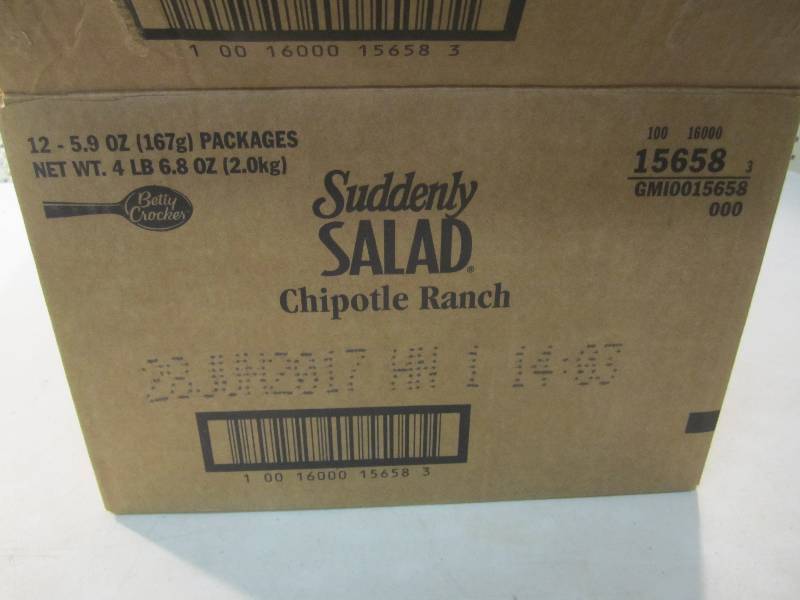 1 00 16000 15658 3
12 - 5.9 OZ (167g) PACKAGES
NET WT. 4 LB 6.8 OZ (2.0kg)
Betty
Crocker
100 16000
15658 3
GMI0015658
000
Suddenly
SALAD®
Chipotle Ranch
28JUN2017 HM 1 14:03
1 00 16000 15658 3